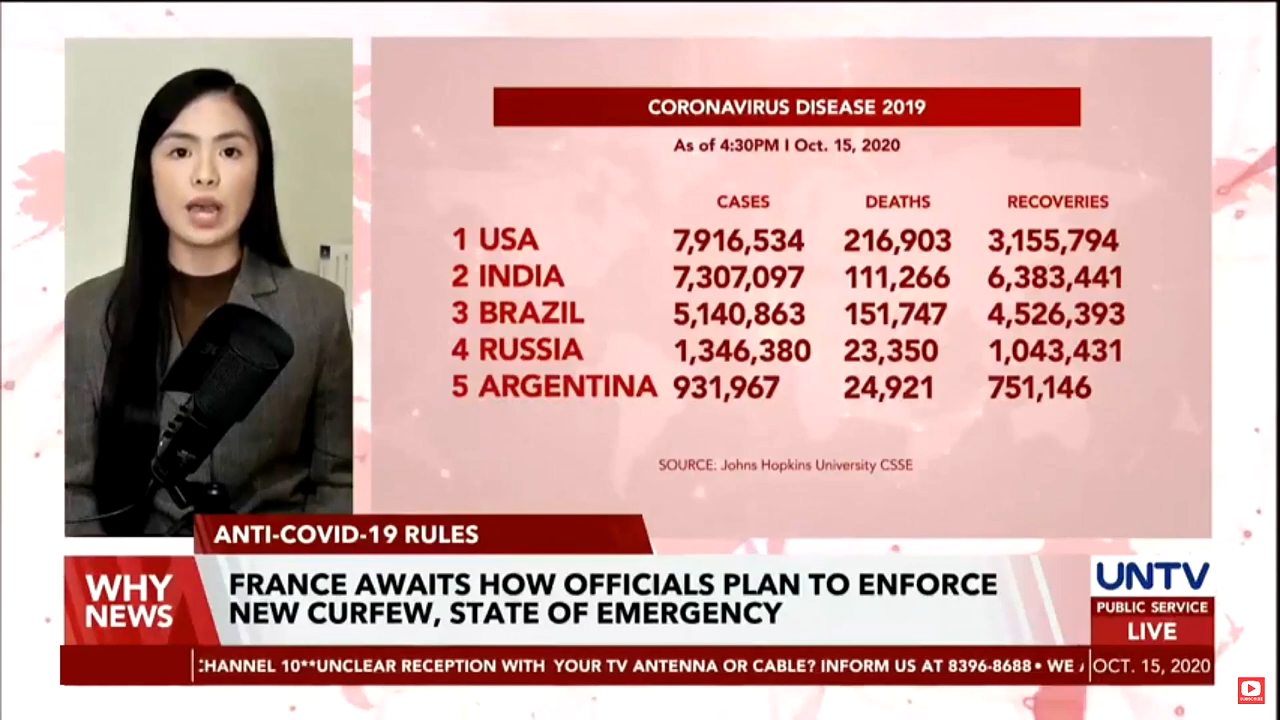 CORONAVIRUS DISEASE 2019
As of 4:30PM I Oct. 15, 2020
CASES DEATHS RECOVERIES
1 USA 7,916,534 216,903 3,155,794
2 INDIA 7,307,097 111,266 6,383,441
3 BRAZIL 5,140,863 151,747 4,526,393
4 RUSSIA 1,346,380 23,350 1,043,431
5 ARGENTINA 931,967 24,921 751,146
SOURCE: Johns Hopkins University CSSE
ANTI-COVID-19 RULES
WHY
NEWS
FRANCE AWAITS HOW OFFICIALS PLAN TO ENFORCE
NEW CURFEW, STATE OF EMERGENCY
UNTV
PUBLIC SERVICE
LIVE
CHANNEL 10**UNCLEAR RECEPTION WITH YOUR TV ANTENNA OR CABLE? INFORM US AT 8396-8688• WE
OCT. 15, 2020
SUBSCRIBE